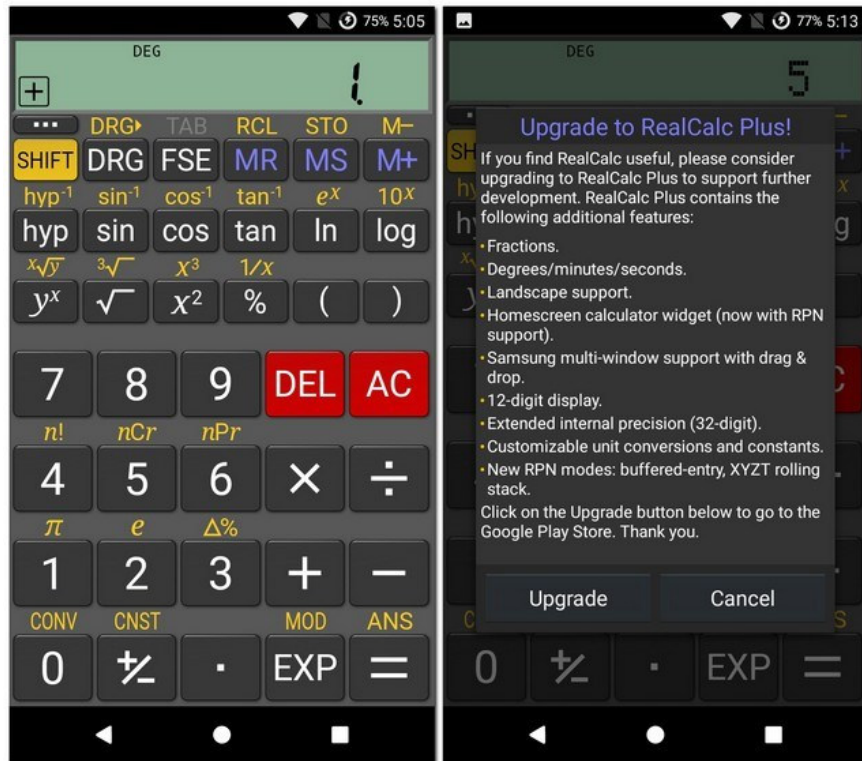 75% 5:05
DEG
+ 1.
... DRG▸ TAB RCL STO M−
SHIFT DRG FSE MR MS M+
hyp⁻¹ sin⁻¹ cos⁻¹ tan⁻¹ eˣ 10ˣ
hyp sin cos tan ln log
ˣ√y ³√ x³ 1/x
yˣ √ x² % ( )
7 8 9 DEL AC
n! nCr nPr
4 5 6 × ÷
π e Δ%
1 2 3 + −
CONV CNST MOD ANS
0 +/− . EXP =
77% 5:13
DEG
5
Upgrade to RealCalc Plus!
If you find RealCalc useful, please consider
upgrading to RealCalc Plus to support further
development. RealCalc Plus contains the
following additional features:
• Fractions.
• Degrees/minutes/seconds.
• Landscape support.
• Homescreen calculator widget (now with RPN
support).
• Samsung multi-window support with drag &
drop.
• 12-digit display.
• Extended internal precision (32-digit).
• Customizable unit conversions and constants.
• New RPN modes: buffered-entry, XYZT rolling
stack.
Click on the Upgrade button below to go to the
Google Play Store. Thank you.
Upgrade Cancel
0 +/− . EXP =